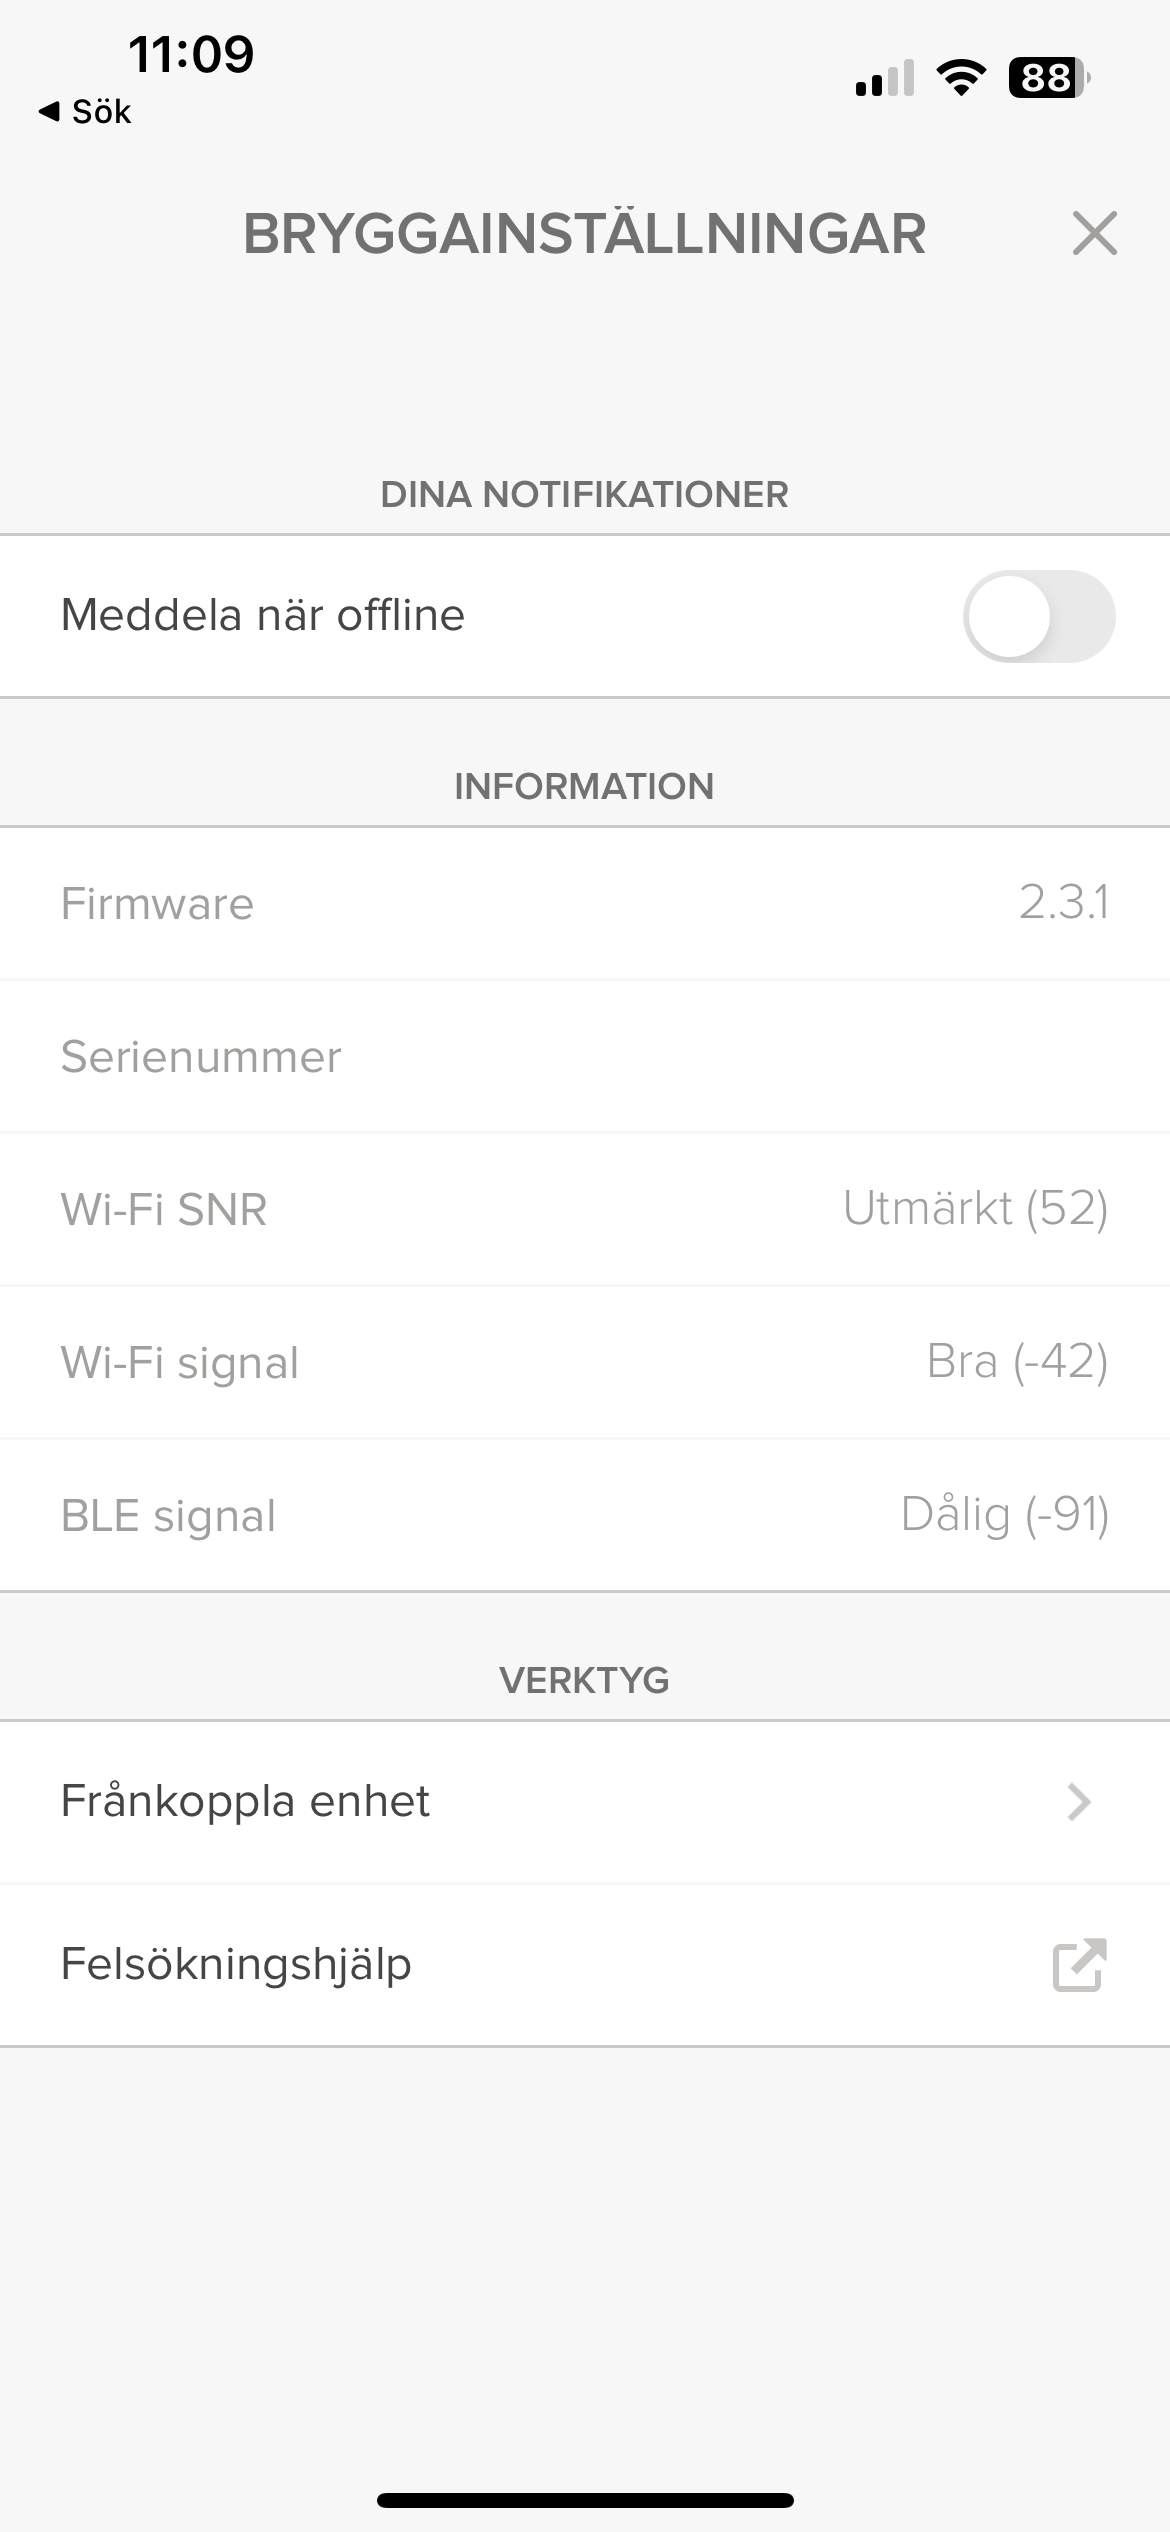 11:09
88
◀ Sök
BRYGGAINSTÄLLNINGAR
DINA NOTIFIKATIONER
Meddela när offline
INFORMATION
Firmware 2.3.1
Serienummer
Wi-Fi SNR Utmärkt (52)
Wi-Fi signal Bra (-42)
BLE signal Dålig (-91)
VERKTYG
Frånkoppla enhet
Felsökningshjälp